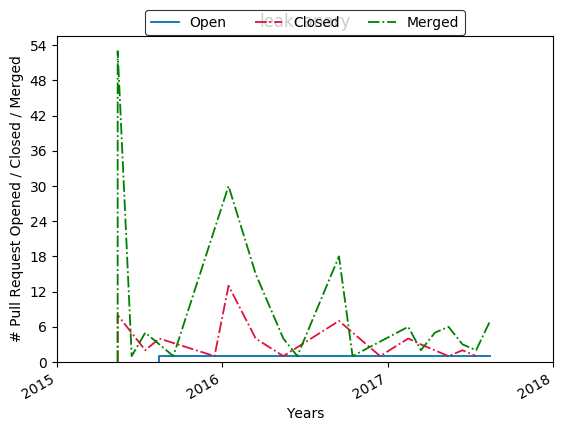 leakcanary
Open Closed Merged
54
48
42
36
30
24
18
12
6
0
# Pull Request Opened / Closed / Merged
2015 2016 2017 2018
Years